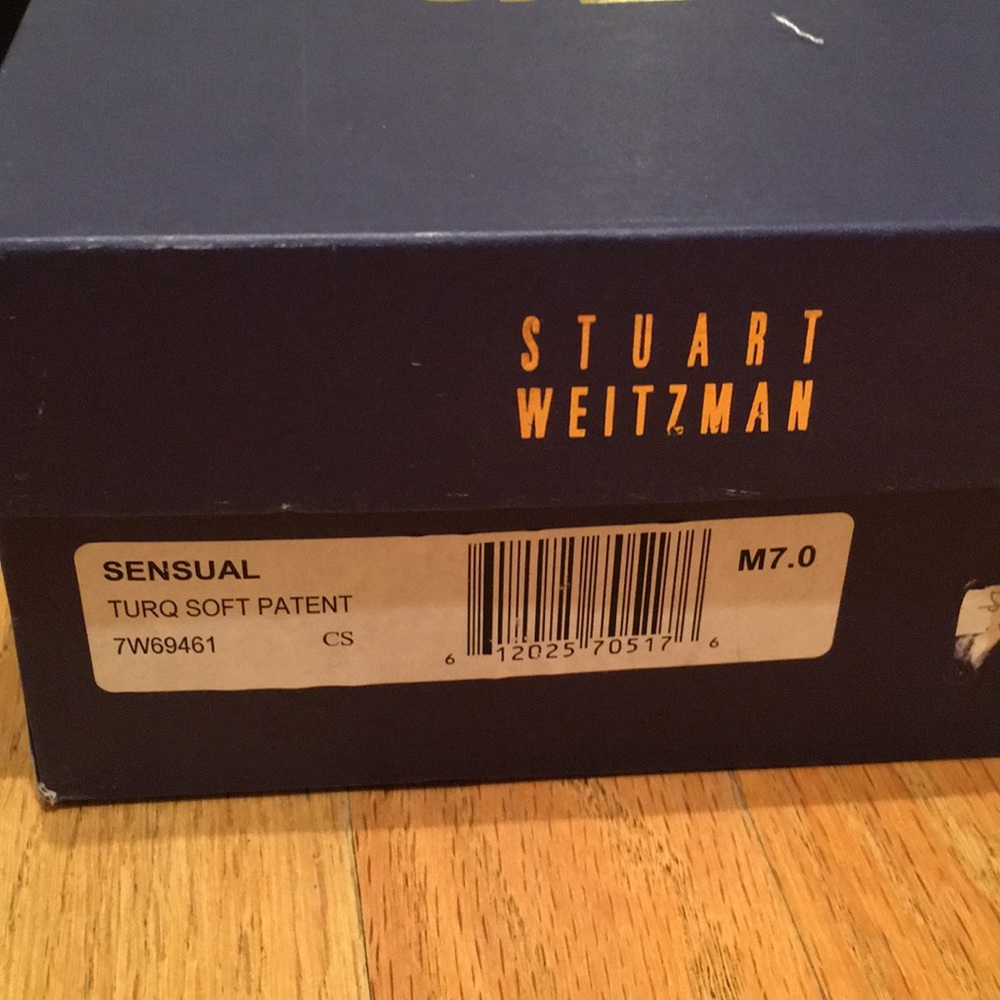 STUART
WEITZMAN
SENSUAL
TURQ SOFT PATENT
7W69461 CS
6 12025 70517 6
M7.0